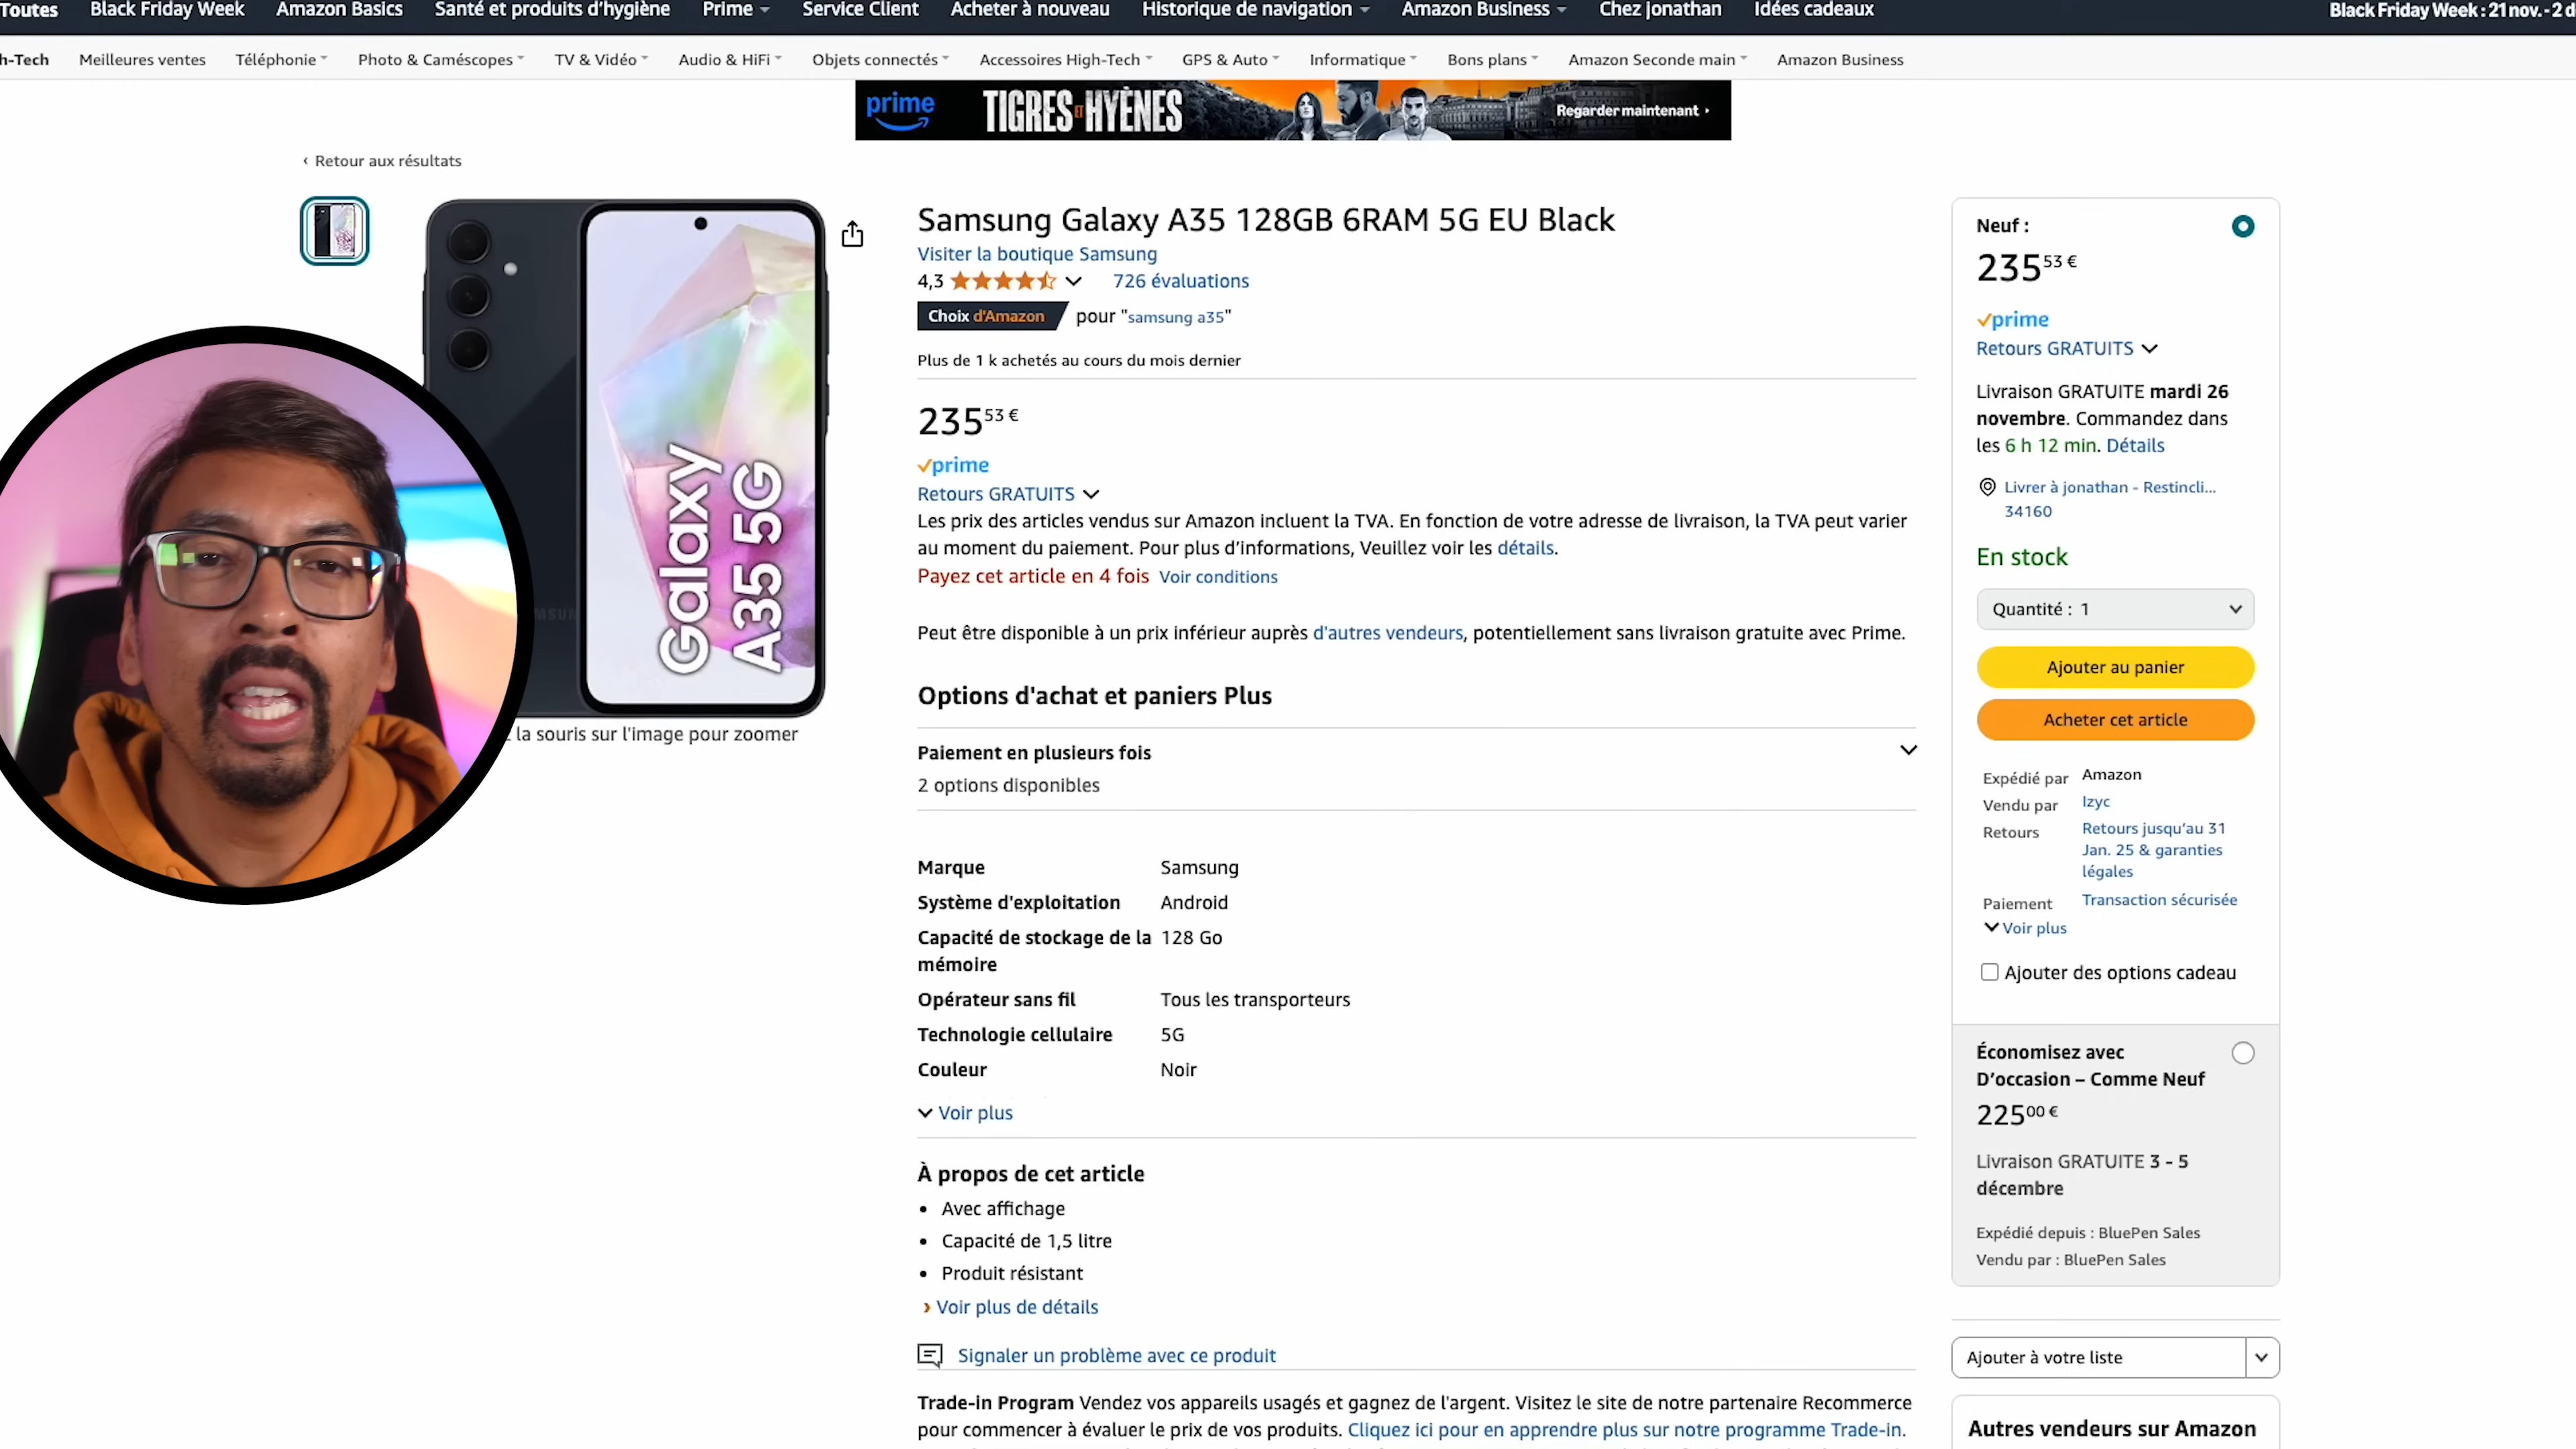 Toutes Black Friday Week Amazon Basics Santé et produits d'hygiène Prime Service Client Acheter à nouveau Historique de navigation Amazon Business Chez jonathan Idées cadeaux Black Friday Week : 21 nov. - 2 d
h-Tech Meilleures ventes Téléphonie Photo & Caméscopes TV & Vidéo Audio & HiFi Objets connectés Accessoires High-Tech GPS & Auto Informatique Bons plans Amazon Seconde main Amazon Business
prime TIGRES ET HYÈNES Regarder maintenant
‹ Retour aux résultats
Galaxy
A35 5G
la souris sur l'image pour zoomer
Samsung Galaxy A35 128GB 6RAM 5G EU Black
Visiter la boutique Samsung
4,3 726 évaluations
Choix d'Amazon pour "samsung a35"
Plus de 1 k achetés au cours du mois dernier
235 53 €
prime
Retours GRATUITS
Les prix des articles vendus sur Amazon incluent la TVA. En fonction de votre adresse de livraison, la TVA peut varier
au moment du paiement. Pour plus d'informations, Veuillez voir les détails.
Payez cet article en 4 fois Voir conditions
Peut être disponible à un prix inférieur auprès d'autres vendeurs, potentiellement sans livraison gratuite avec Prime.
Options d'achat et paniers Plus
Paiement en plusieurs fois
2 options disponibles
Marque Samsung
Système d'exploitation Android
Capacité de stockage de la 128 Go
mémoire
Opérateur sans fil Tous les transporteurs
Technologie cellulaire 5G
Couleur Noir
Voir plus
À propos de cet article
• Avec affichage
• Capacité de 1,5 litre
• Produit résistant
› Voir plus de détails
Signaler un problème avec ce produit
Trade-in Program Vendez vos appareils usagés et gagnez de l'argent. Visitez le site de notre partenaire Recommerce
pour commencer à évaluer le prix de vos produits. Cliquez ici pour en apprendre plus sur notre programme Trade-in.
Neuf :
235 53 €
prime
Retours GRATUITS
Livraison GRATUITE mardi 26
novembre. Commandez dans
les 6 h 12 min. Détails
Livrer à jonathan - Restincli...
34160
En stock
Quantité : 1
Ajouter au panier
Acheter cet article
Expédié par Amazon
Vendu par Izyc
Retours Retours jusqu'au 31
Jan. 25 & garanties
légales
Paiement Transaction sécurisée
Voir plus
Ajouter des options cadeau
Économisez avec
D'occasion – Comme Neuf
225 00 €
Livraison GRATUITE 3 - 5
décembre
Expédié depuis : BluePen Sales
Vendu par : BluePen Sales
Ajouter à votre liste
Autres vendeurs sur Amazon